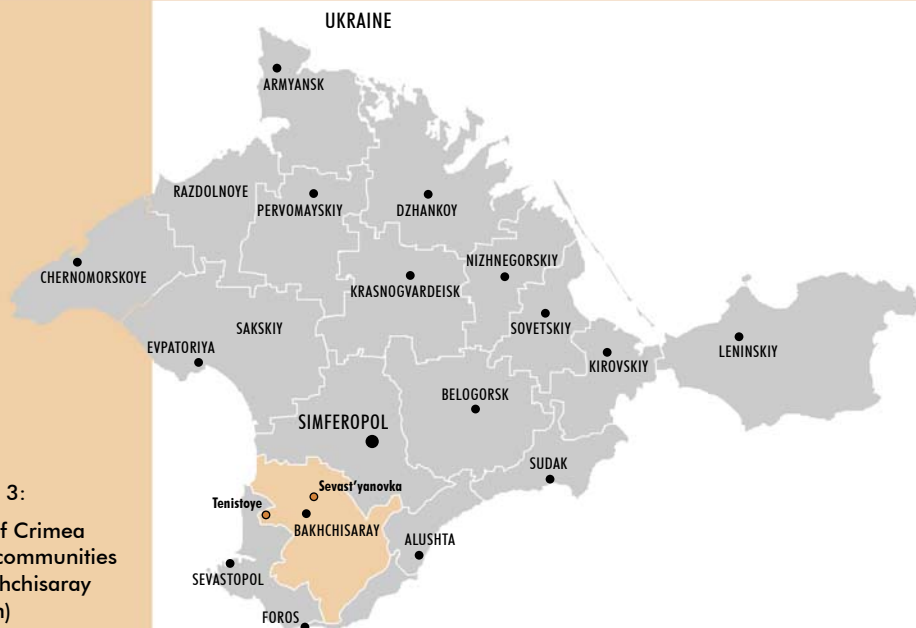 UKRAINE
ARMYANSK
RAZDOLNOYE
PERVOMAYSKIY
DZHANKOY
CHERNOMORSKOYE
NIZHNEGORSKIY
KRASNOGVARDEISK
SAKSKIY
SOVETSKIY
EVPATORIYA
KIROVSKIY
LENINSKIY
BELOGORSK
SIMFEROPOL
SUDAK
Sevast'yanovka
Tenistoye
BAKHCHISARAY
ALUSHTA
SEVASTOPOL
FOROS
3:
f Crimea
communities
hchisaray
n)